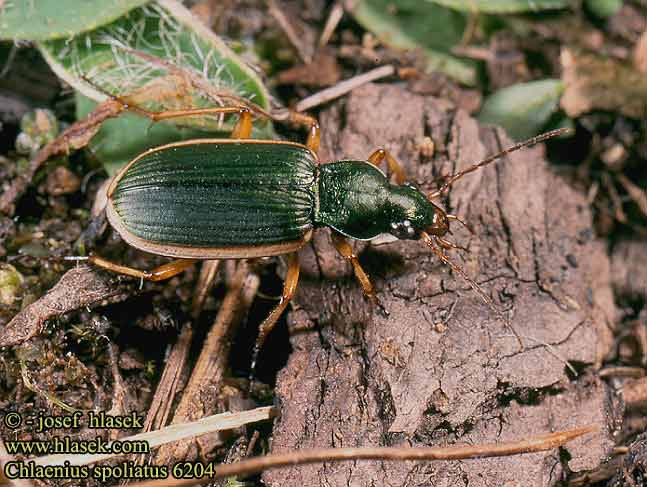 © - josef hlasek
www.hlasek.com
Chlaenius spoliatus 6204